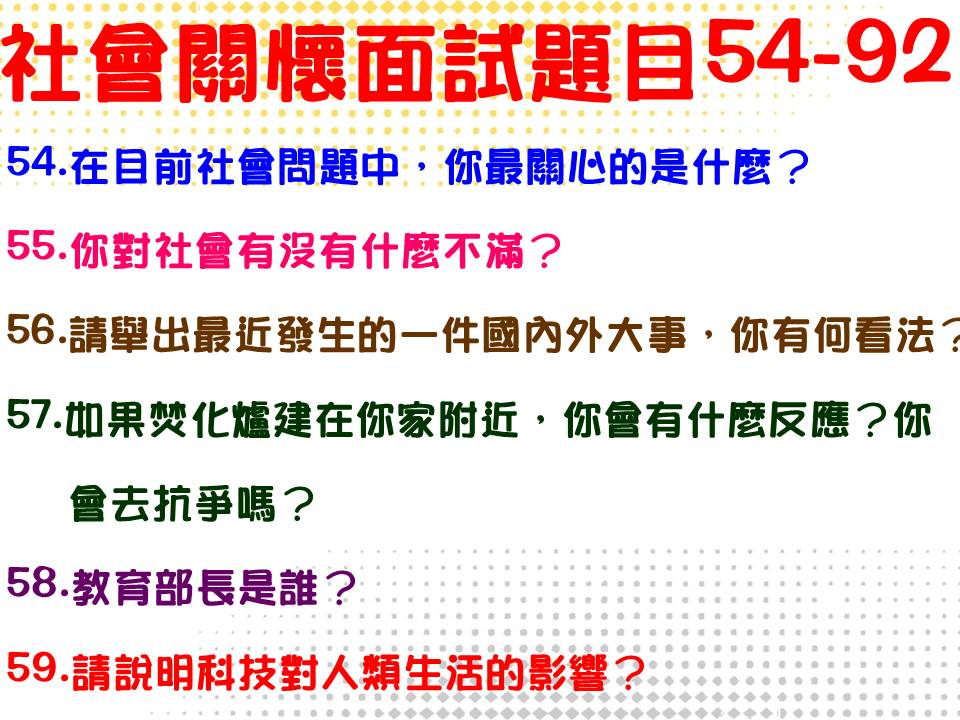 社會關懷面試題目54-92
54.在目前社會問題中，你最關心的是什麼？
55.你對社會有沒有什麼不滿？
56.請舉出最近發生的一件國內外大事，你有何看法？
57.如果焚化爐建在你家附近，你會有什麼反應？你
會去抗爭嗎？
58.教育部長是誰？
59.請說明科技對人類生活的影響？